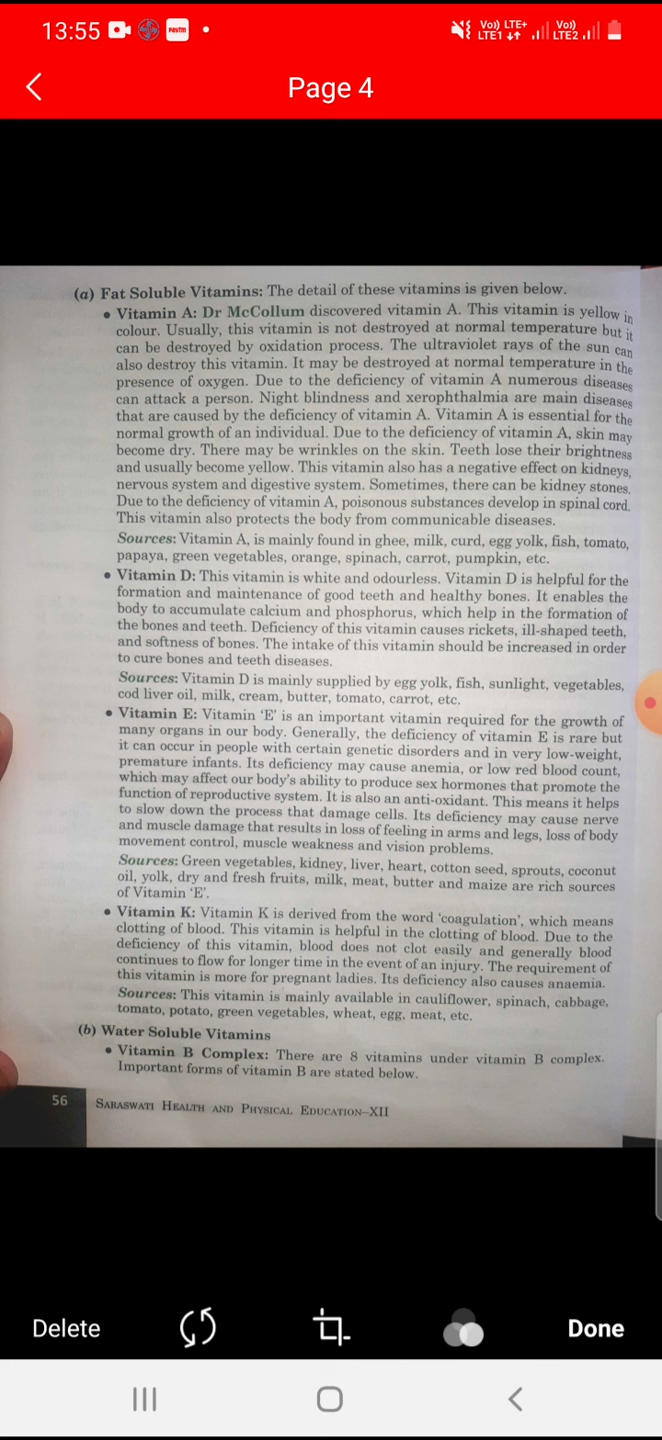 13:55
Paytm
Vo)) LTE+
LTE1
Vo))
LTE2
Page 4
(a) Fat Soluble Vitamins: The detail of these vitamins is given below.
• Vitamin A: Dr McCollum discovered vitamin A. This vitamin is yellow in
colour. Usually, this vitamin is not destroyed at normal temperature but it
can be destroyed by oxidation process. The ultraviolet rays of the sun can
also destroy this vitamin. It may be destroyed at normal temperature in the
presence of oxygen. Due to the deficiency of vitamin A numerous diseases
can attack a person. Night blindness and xerophthalmia are main diseases
that are caused by the deficiency of vitamin A. Vitamin A is essential for the
normal growth of an individual. Due to the deficiency of vitamin A, skin may
become dry. There may be wrinkles on the skin. Teeth lose their brightness
and usually become yellow. This vitamin also has a negative effect on kidneys,
nervous system and digestive system. Sometimes, there can be kidney stones.
Due to the deficiency of vitamin A, poisonous substances develop in spinal cord.
This vitamin also protects the body from communicable diseases.
Sources: Vitamin A, is mainly found in ghee, milk, curd, egg yolk, fish, tomato,
papaya, green vegetables, orange, spinach, carrot, pumpkin, etc.
• Vitamin D: This vitamin is white and odourless. Vitamin D is helpful for the
formation and maintenance of good teeth and healthy bones. It enables the
body to accumulate calcium and phosphorus, which help in the formation of
the bones and teeth. Deficiency of this vitamin causes rickets, ill-shaped teeth,
and softness of bones. The intake of this vitamin should be increased in order
to cure bones and teeth diseases.
Sources: Vitamin D is mainly supplied by egg yolk, fish, sunlight, vegetables,
cod liver oil, milk, cream, butter, tomato, carrot, etc.
• Vitamin E: Vitamin ‘E’ is an important vitamin required for the growth of
many organs in our body. Generally, the deficiency of vitamin E is rare but
it can occur in people with certain genetic disorders and in very low-weight,
premature infants. Its deficiency may cause anemia, or low red blood count,
which may affect our body's ability to produce sex hormones that promote the
function of reproductive system. It is also an anti-oxidant. This means it helps
to slow down the process that damage cells. Its deficiency may cause nerve
and muscle damage that results in loss of feeling in arms and legs, loss of body
movement control, muscle weakness and vision problems.
Sources: Green vegetables, kidney, liver, heart, cotton seed, sprouts, coconut
oil, yolk, dry and fresh fruits, milk, meat, butter and maize are rich sources
of Vitamin ‘E’.
• Vitamin K: Vitamin K is derived from the word ‘coagulation’, which means
clotting of blood. This vitamin is helpful in the clotting of blood. Due to the
deficiency of this vitamin, blood does not clot easily and generally blood
continues to flow for longer time in the event of an injury. The requirement of
this vitamin is more for pregnant ladies. Its deficiency also causes anaemia.
Sources: This vitamin is mainly available in cauliflower, spinach, cabbage,
tomato, potato, green vegetables, wheat, egg, meat, etc.
(b) Water Soluble Vitamins
• Vitamin B Complex: There are 8 vitamins under vitamin B complex.
Important forms of vitamin B are stated below.
56 SARASWATI HEALTH AND PHYSICAL EDUCATION–XII
Delete
Done